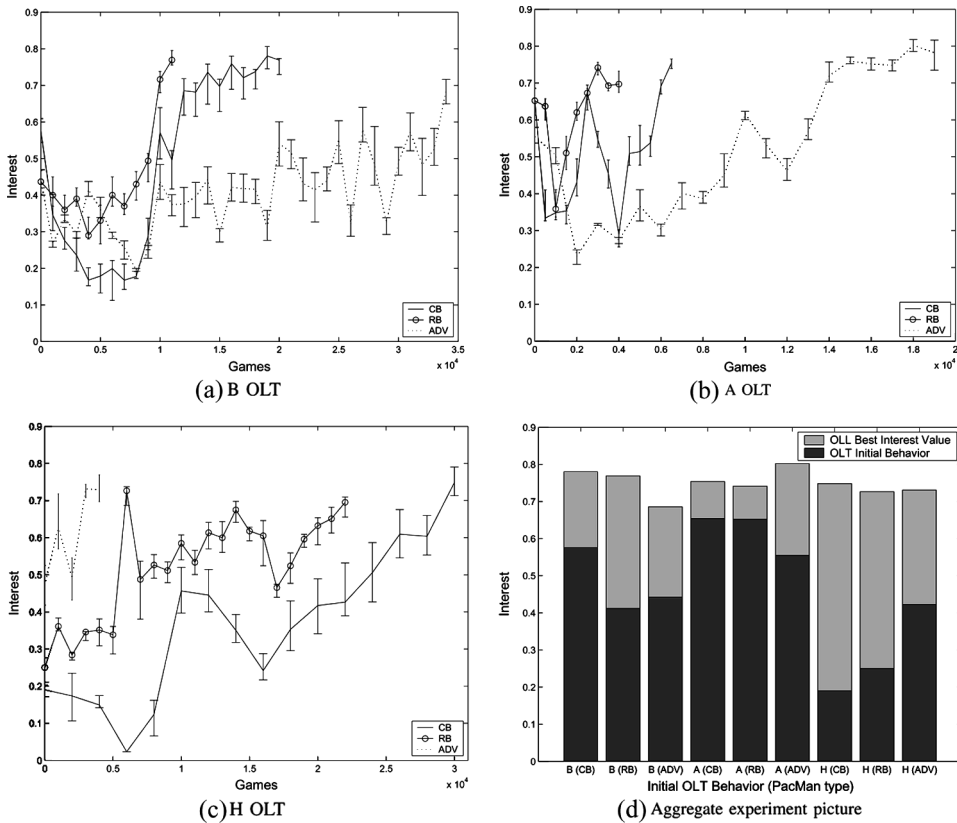 0.9
0.8
0.7
0.6
0.5
0.4
0.3
0.2
0.1
0
Interest
0 0.5 1 1.5 2 2.5 3 3.5
Games
x 10⁴
CB
RB
ADV
(a) B OLT
0.9
0.8
0.7
0.6
0.5
0.4
0.3
0.2
0.1
0
Interest
0 0.2 0.4 0.6 0.8 1 1.2 1.4 1.6 1.8 20
Games
x 10⁴
CB
RB
ADV
(b) A OLT
0.9
0.8
0.7
0.6
0.5
0.4
0.3
0.2
0.1
0
Interest
0 0.5 1 1.5 2 2.5 3
Games
x 10⁴
CB
RB
ADV
(c) H OLT
0.9
0.8
0.7
0.6
0.5
0.4
0.3
0.2
0.1
0
Interest
OLL Best Interest Value
OLT Initial Behavior
B (CB) B (RB) B (ADV) A (CB) A (RB) A (ADV) H (CB) H (RB) H (ADV)
Initial OLT Behavior (PacMan type)
(d) Aggregate experiment picture